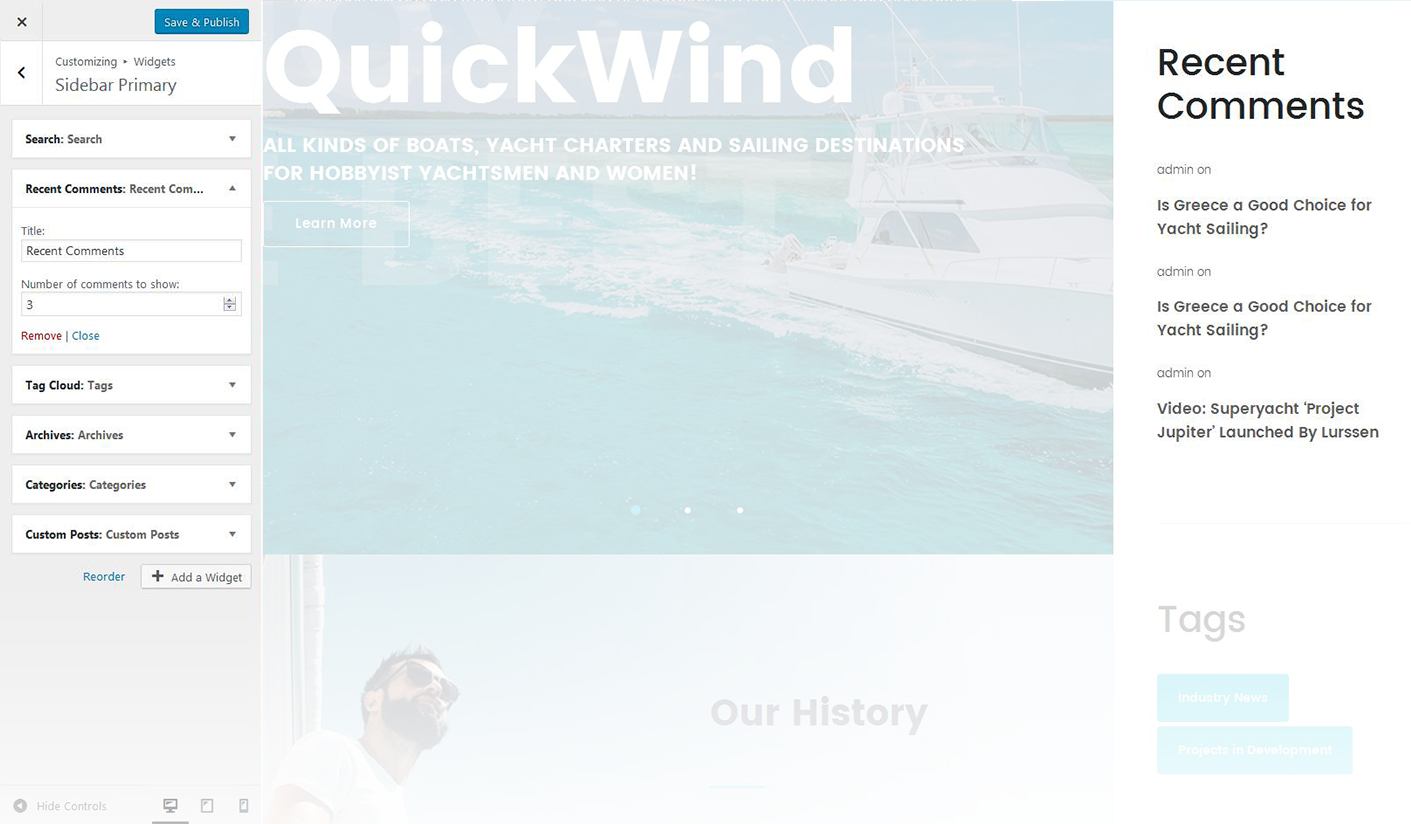 Save & Publish
Customizing ▸ Widgets
Sidebar Primary
Search: Search
Recent Comments: Recent Com...
Title:
Recent Comments
Number of comments to show:
3
Remove | Close
Tag Cloud: Tags
Archives: Archives
Categories: Categories
Custom Posts: Custom Posts
Reorder
Add a Widget
Hide Controls
QuickWind
ALL KINDS OF BOATS, YACHT CHARTERS AND SAILING DESTINATIONS
FOR HOBBYIST YACHTSMEN AND WOMEN!
Learn More
Our History
Recent
Comments
admin on
Is Greece a Good Choice for
Yacht Sailing?
admin on
Is Greece a Good Choice for
Yacht Sailing?
admin on
Video: Superyacht ‘Project
Jupiter’ Launched By Lurssen
Tags
Industry News
Projects in Development